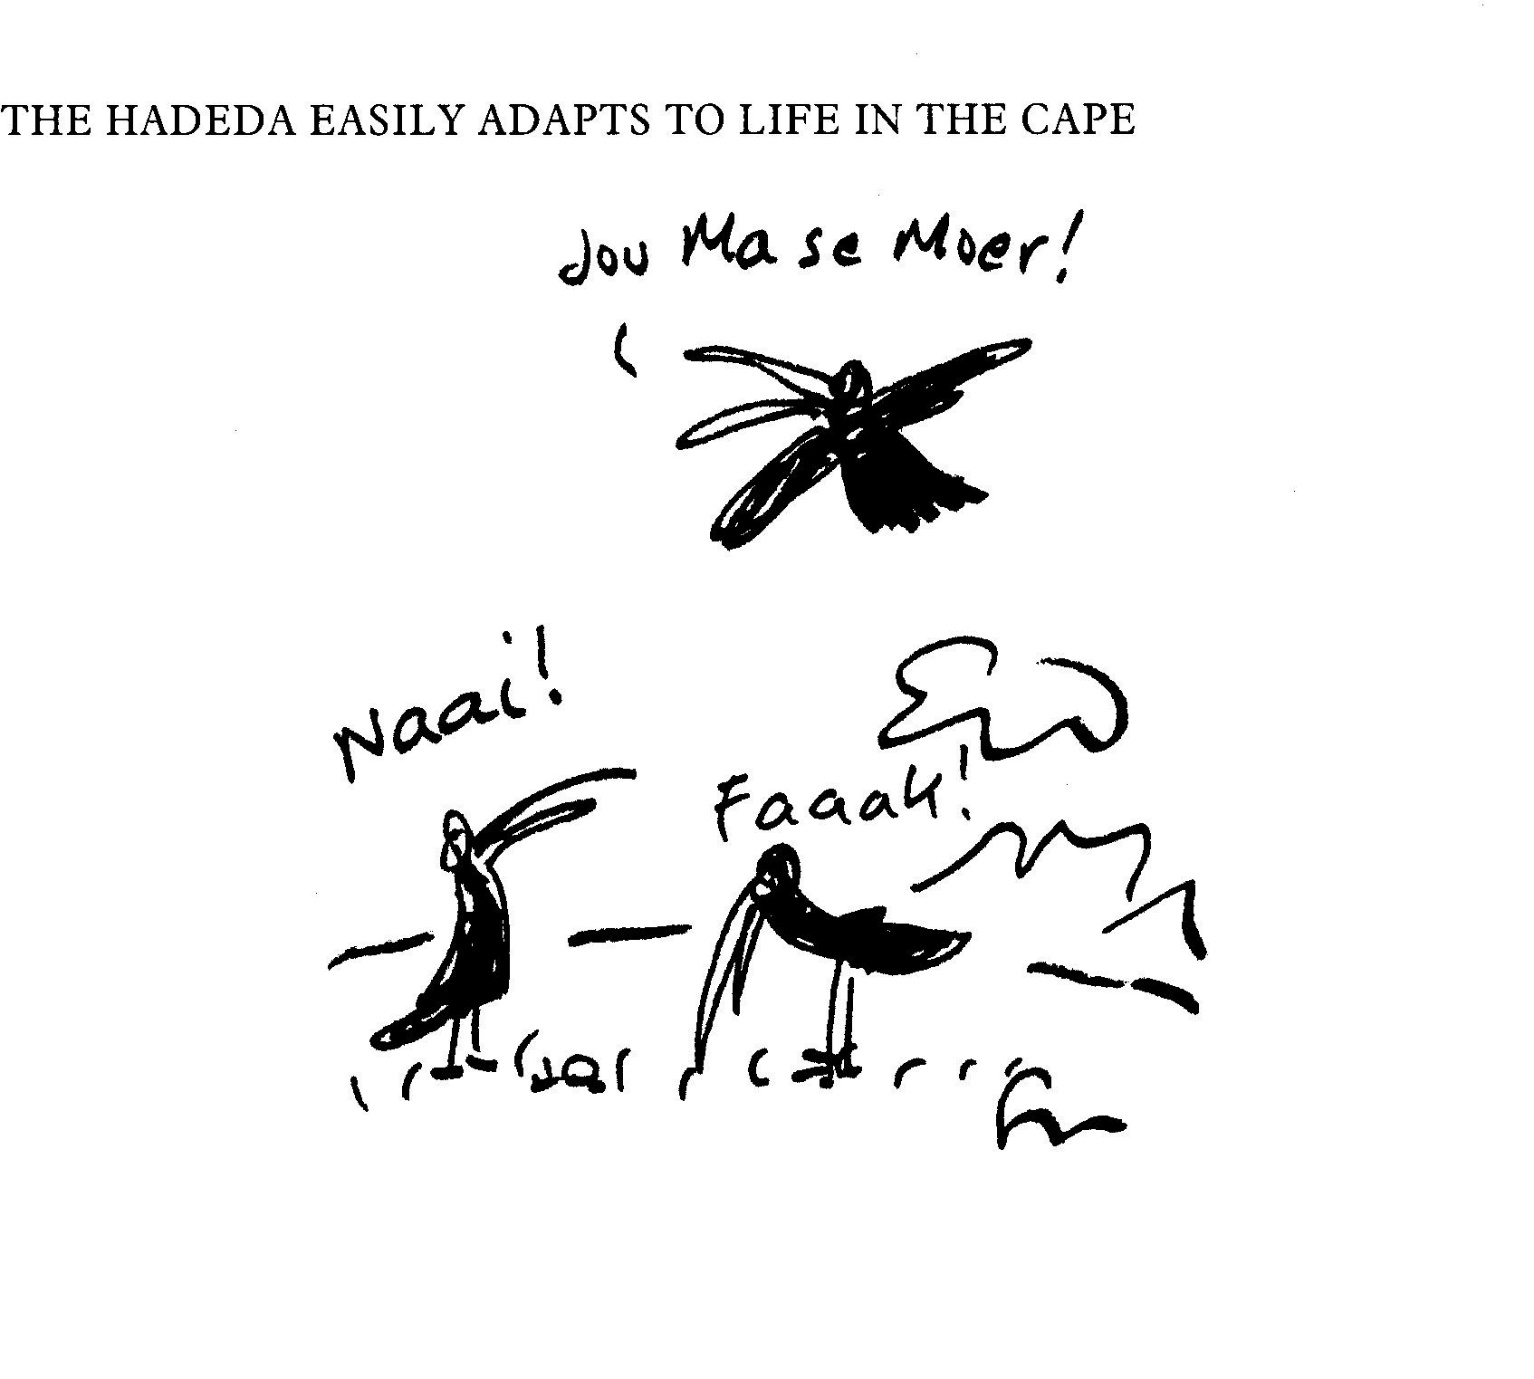 THE HADEDA EASILY ADAPTS TO LIFE IN THE CAPE
Jou Ma se Moer!
Naai!
Faaak!